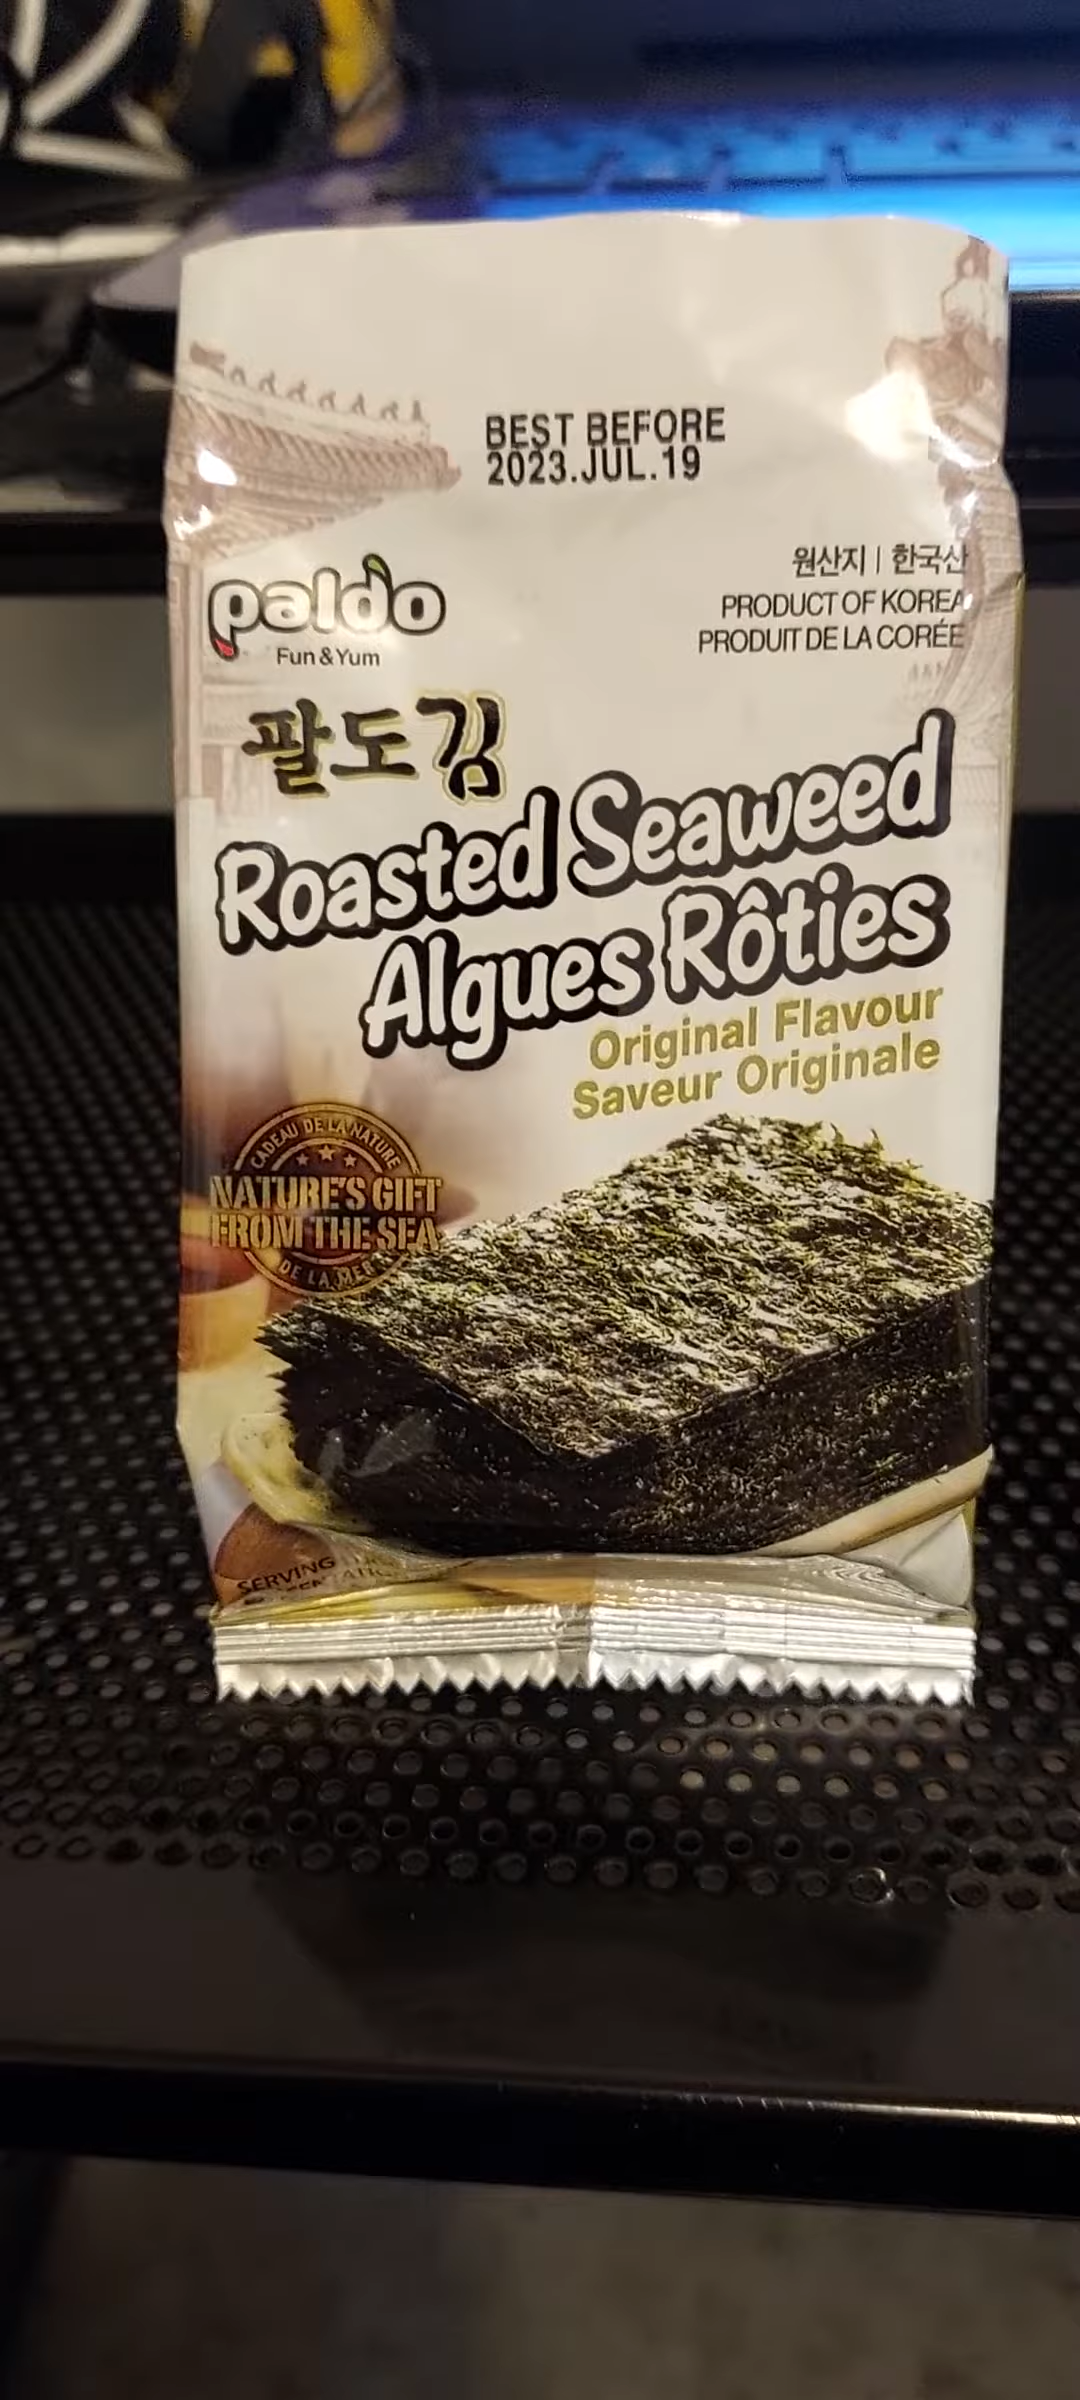 BEST BEFORE
2023.JUL.19
원산지 | 한국산
PRODUCT OF KOREA
PRODUIT DE LA CORÉE
paldo
Fun & Yum
팔도김
Roasted Seaweed
Algues Rôties
Original Flavour
Saveur Originale
CADEAU DE LA NATURE
NATURE'S GIFT
FROM THE SEA
DE LA MER
SERVING